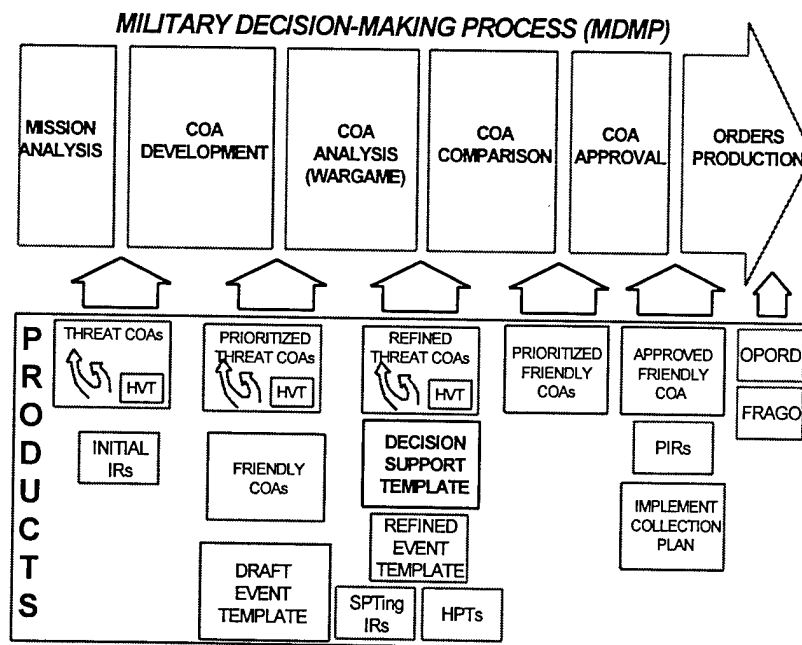 MILITARY DECISION-MAKING PROCESS (MDMP)
MISSION
ANALYSIS
COA
DEVELOPMENT
COA
ANALYSIS
(WARGAME)
COA
COMPARISON
COA
APPROVAL
ORDERS
PRODUCTION
PRODUCTS
THREAT COAs
HVT
INITIAL
IRs
PRIORITIZED
THREAT COAs
HVT
FRIENDLY
COAs
DRAFT
EVENT
TEMPLATE
REFINED
THREAT COAs
HVT
DECISION
SUPPORT
TEMPLATE
REFINED
EVENT
TEMPLATE
SPTing
IRs
HPTs
PRIORITIZED
FRIENDLY
COAs
APPROVED
FRIENDLY
COA
PIRs
IMPLEMENT
COLLECTION
PLAN
OPORD
FRAGO